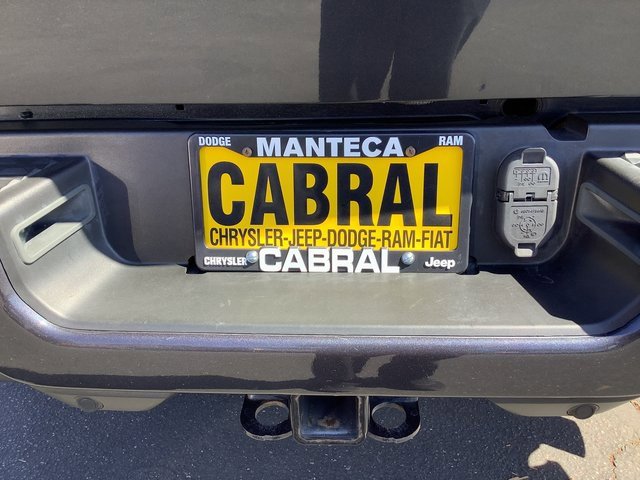 DODGE MANTECA RAM
CABRAL
CHRYSLER-JEEP-DODGE-RAM-FIAT
CHRYSLER CABRAL Jeep